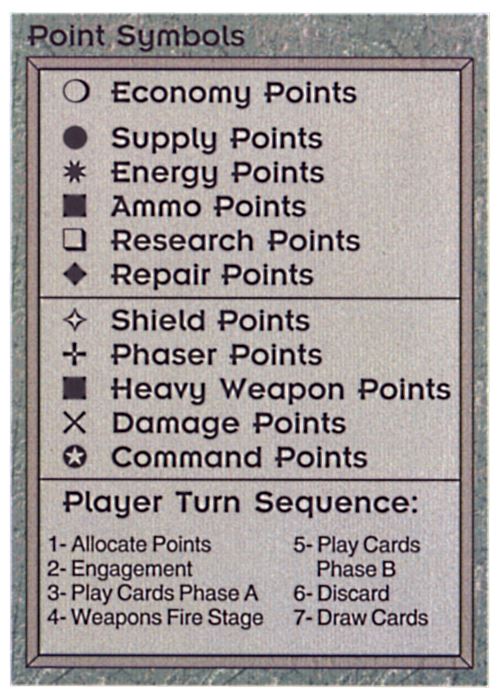 Point Symbols
Economy Points
Supply Points
Energy Points
Ammo Points
Research Points
Repair Points
Shield Points
Phaser Points
Heavy Weapon Points
Damage Points
Command Points
Player Turn Sequence:
1- Allocate Points
2- Engagement
3- Play Cards Phase A
4- Weapons Fire Stage
5- Play Cards
Phase B
6- Discard
7- Draw Cards